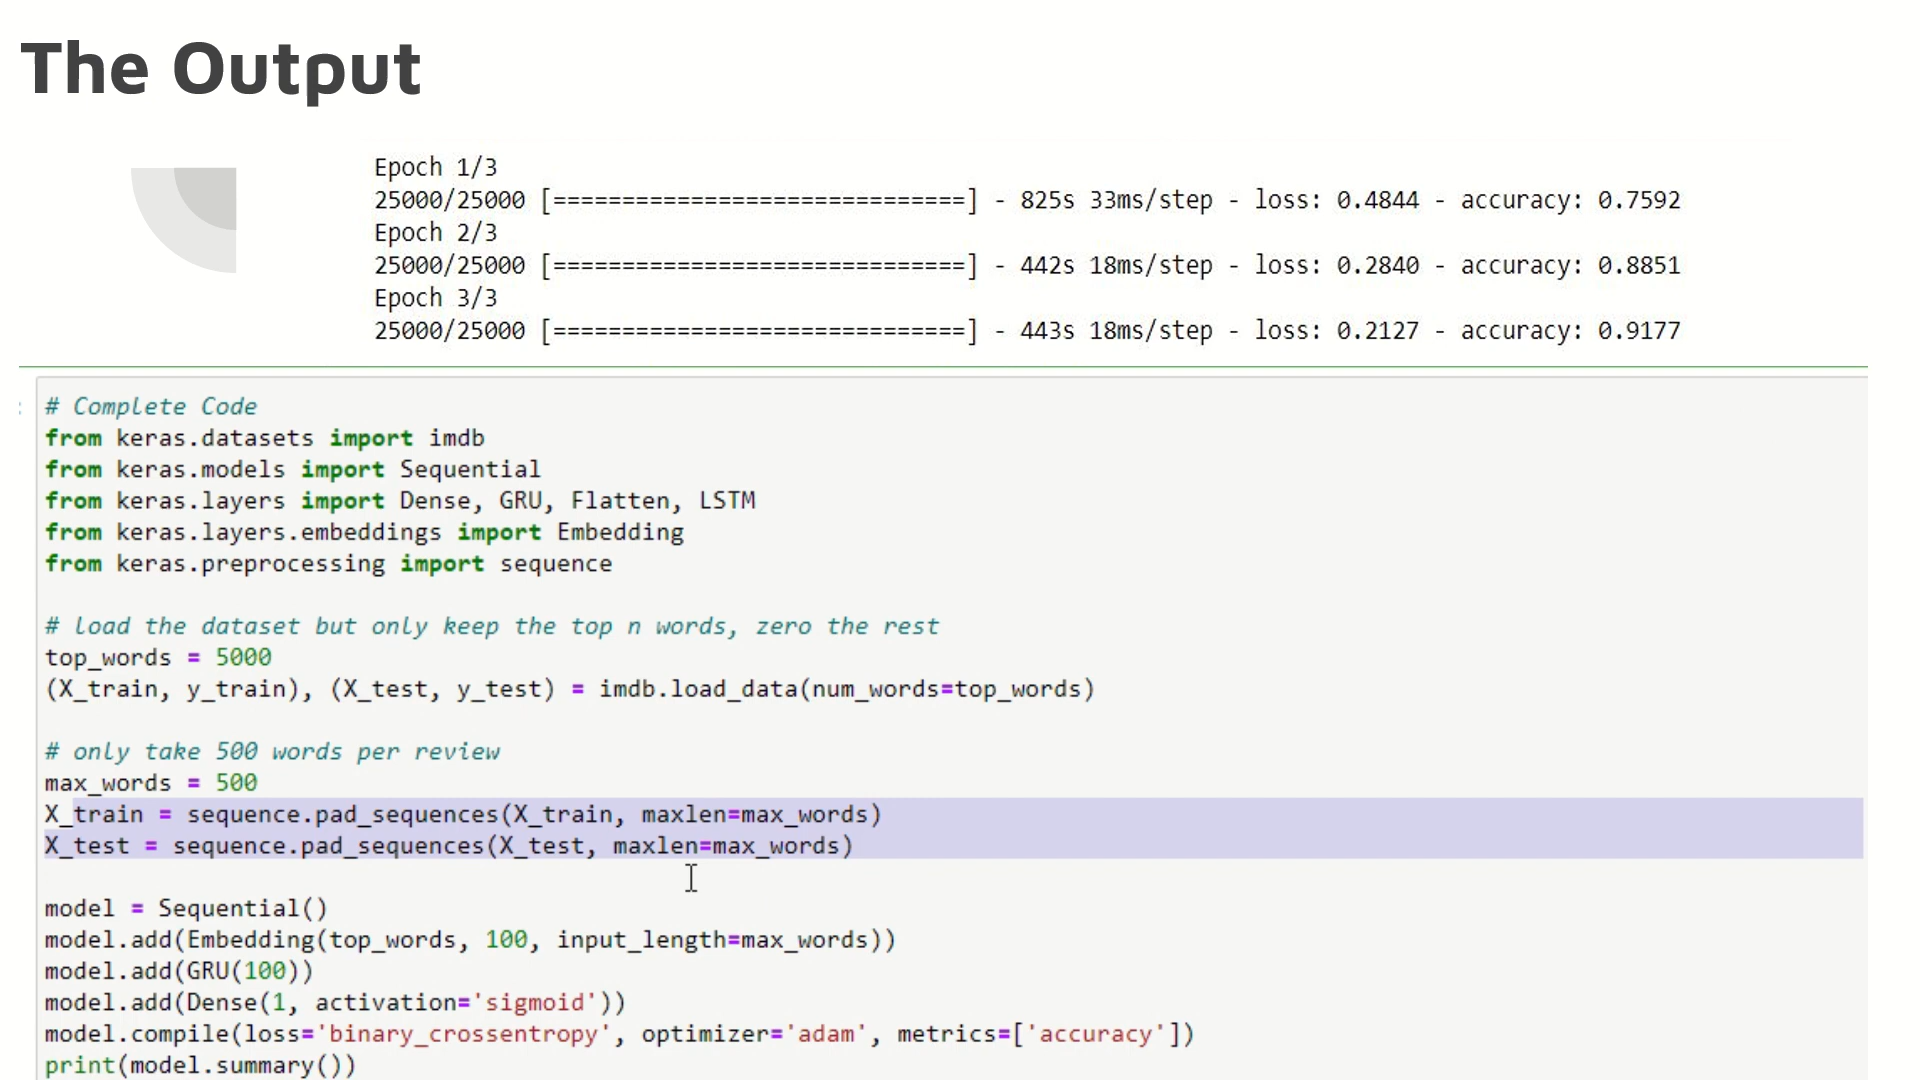 The Output
Epoch 1/3
25000/25000 [==============================] - 825s 33ms/step - loss: 0.4844 - accuracy: 0.7592
Epoch 2/3
25000/25000 [==============================] - 442s 18ms/step - loss: 0.2840 - accuracy: 0.8851
Epoch 3/3
25000/25000 [==============================] - 443s 18ms/step - loss: 0.2127 - accuracy: 0.9177
# Complete Code
from keras.datasets import imdb
from keras.models import Sequential
from keras.layers import Dense, GRU, Flatten, LSTM
from keras.layers.embeddings import Embedding
from keras.preprocessing import sequence
# load the dataset but only keep the top n words, zero the rest
top_words = 5000
(X_train, y_train), (X_test, y_test) = imdb.load_data(num_words=top_words)
# only take 500 words per review
max_words = 500
X_train = sequence.pad_sequences(X_train, maxlen=max_words)
X_test = sequence.pad_sequences(X_test, maxlen=max_words)
model = Sequential()
model.add(Embedding(top_words, 100, input_length=max_words))
model.add(GRU(100))
model.add(Dense(1, activation='sigmoid'))
model.compile(loss='binary_crossentropy', optimizer='adam', metrics=['accuracy'])
print(model.summary())